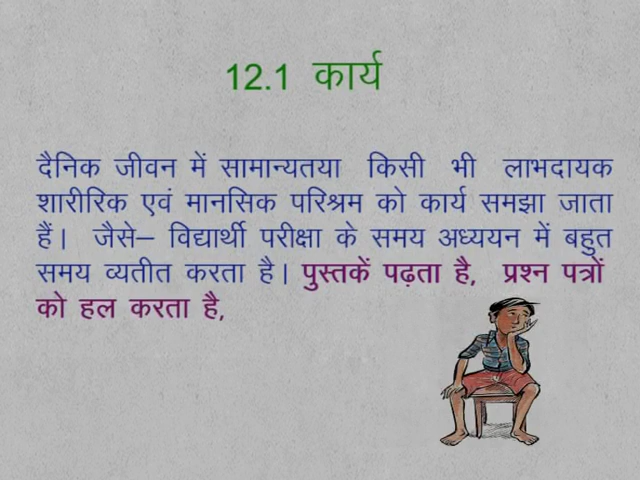 12.1 कार्य
दैनिक जीवन में सामान्यतया किसी भी लाभदायक
शारीरिक एवं मानसिक परिश्रम को कार्य समझा जाता
हैं। जैसे– विद्यार्थी परीक्षा के समय अध्ययन में बहुत
समय व्यतीत करता है। पुस्तकें पढ़ता है, प्रश्न पत्रों
को हल करता है,